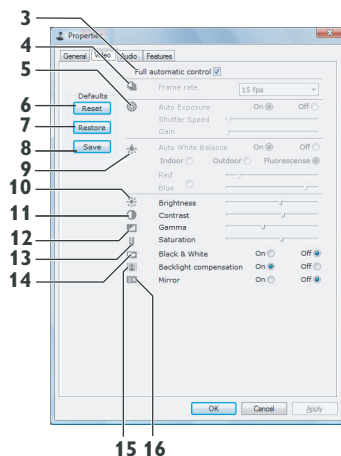 3
4
5
6
7
8
9
10
11
12
13
14
15 16
Properties
General Video Audio Features
Full automatic control
Defaults
Reset
Restore
Save
Frame rate 15 fps
Auto Exposure On Off
Shutter Speed
Gain
Auto White Balance On Off
Indoor Outdoor Fluorescense
Red
Blue
Brightness
Contrast
Gamma
Saturation
Black & White On Off
Backlight compensation On Off
Mirror On Off
OK Cancel Apply